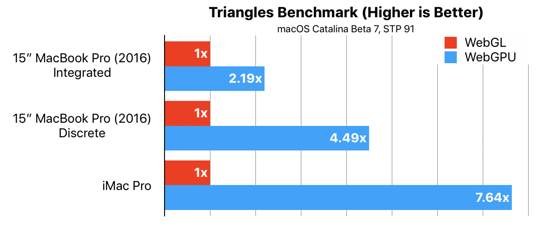 Triangles Benchmark (Higher is Better)
macOS Catalina Beta 7, STP 91
WebGL
WebGPU
15” MacBook Pro (2016)
Integrated
1x
2.19x
15” MacBook Pro (2016)
Discrete
1x
4.49x
iMac Pro
1x
7.64x